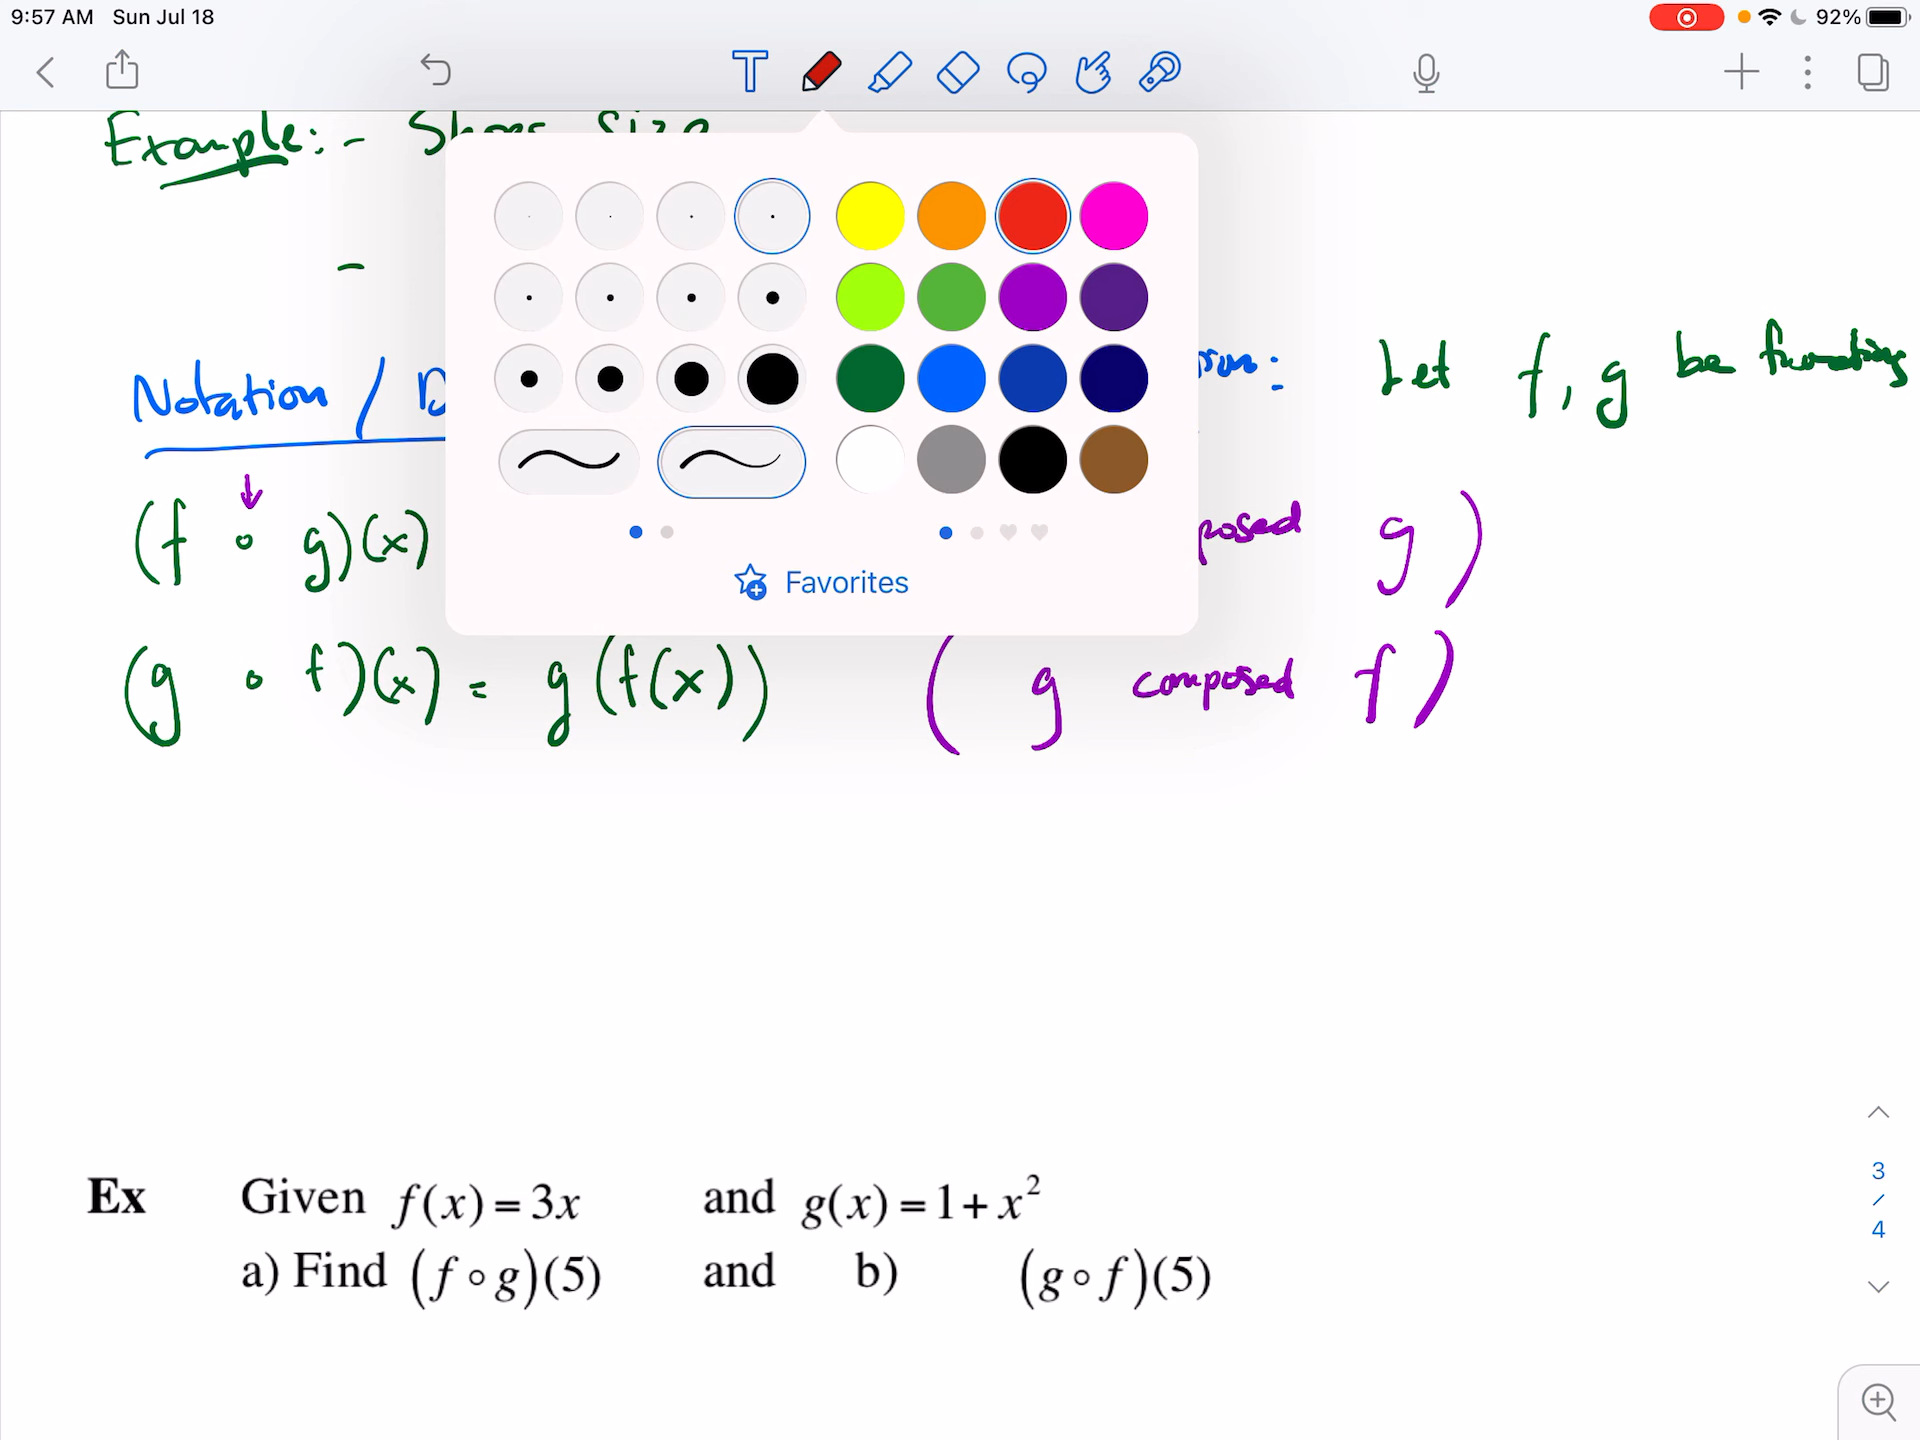 9:57 AM Sun Jul 18 92%
Example: - Shoes Size
-
Notation / D : Let f, g be functions
(f ∘ g)(x) posed g)
Favorites
(g ∘ f)(x) = g(f(x)) (g composed f)
3
/
4
Ex Given f(x) = 3x and g(x) = 1 + x²
a) Find (f ∘ g)(5) and b) (g ∘ f)(5)